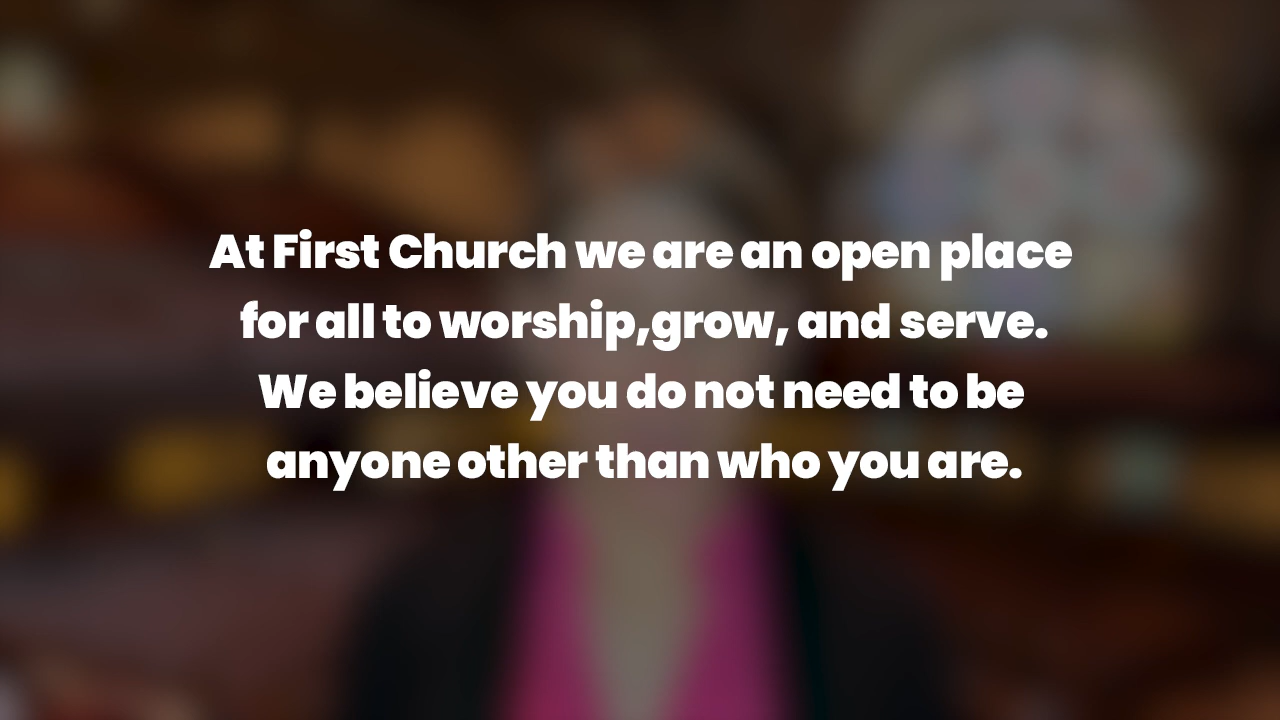 At First Church we are an open place
for all to worship,grow, and serve.
We believe you do not need to be
anyone other than who you are.